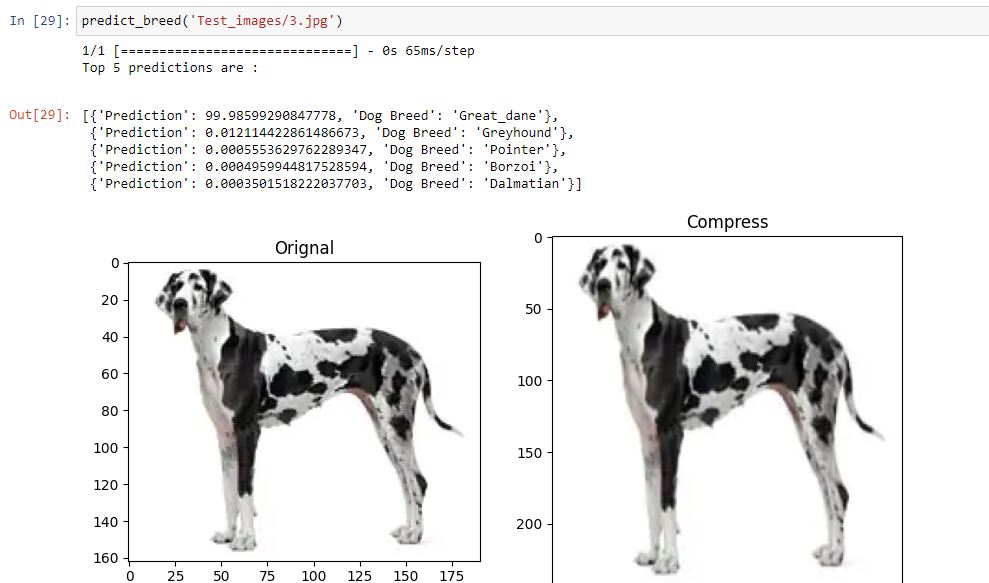 In [29]: predict_breed('Test_images/3.jpg')
1/1 [==============================] - 0s 65ms/step
Top 5 predictions are :
Out[29]: [{'Prediction': 99.98599290847778, 'Dog Breed': 'Great_dane'},
{'Prediction': 0.012114422861486673, 'Dog Breed': 'Greyhound'},
{'Prediction': 0.0005553629762289347, 'Dog Breed': 'Pointer'},
{'Prediction': 0.0004959944817528594, 'Dog Breed': 'Borzoi'},
{'Prediction': 0.0003501518222037703, 'Dog Breed': 'Dalmatian'}]
Orignal
0
20
40
60
80
100
120
140
160
0 25 50 75 100 125 150 175
Compress
0
50
100
150
200